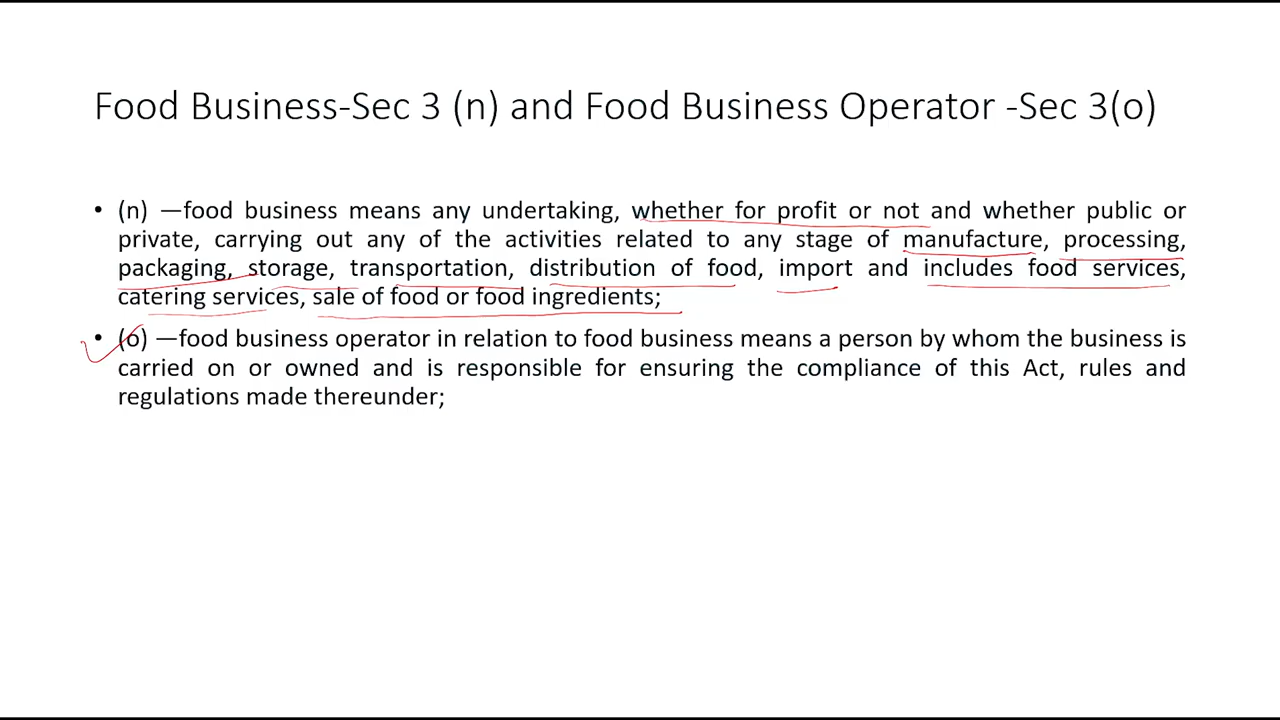 Food Business-Sec 3 (n) and Food Business Operator -Sec 3(o)
• (n) —food business means any undertaking, whether for profit or not and whether public or
private, carrying out any of the activities related to any stage of manufacture, processing,
packaging, storage, transportation, distribution of food, import and includes food services,
catering services, sale of food or food ingredients;
• (o) —food business operator in relation to food business means a person by whom the business is
carried on or owned and is responsible for ensuring the compliance of this Act, rules and
regulations made thereunder;